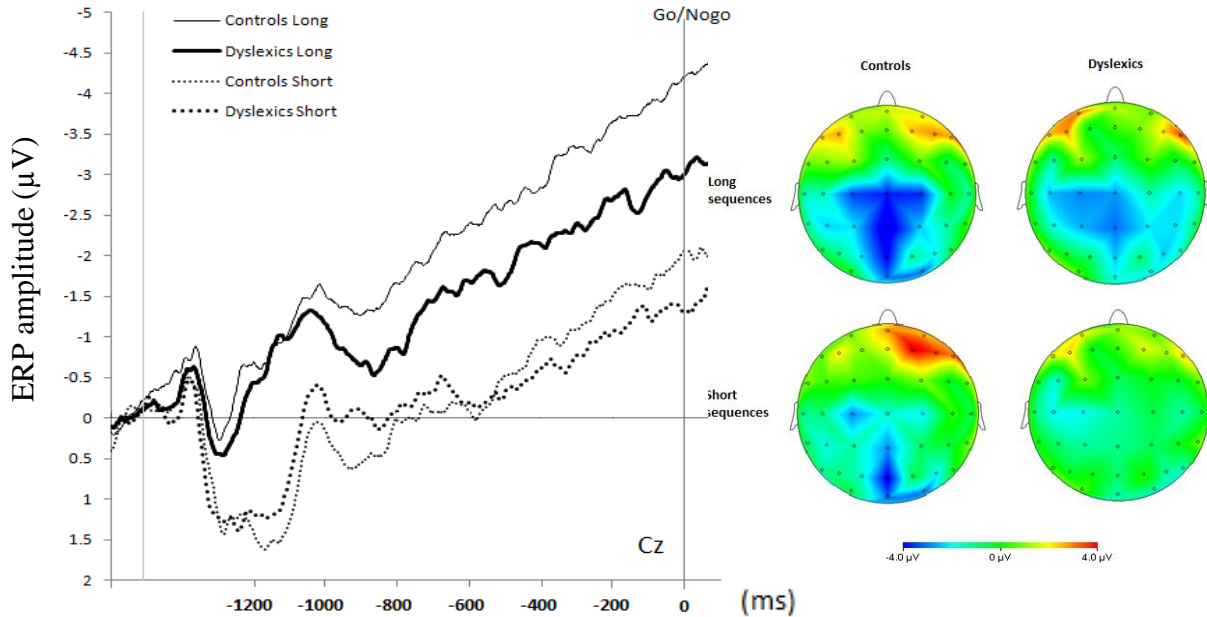 -5
-4.5
-4
-3.5
-3
-2.5
-2
-1.5
-1
-0.5
0
0.5
1
1.5
2
ERP amplitude (µV)
Controls Long
Dyslexics Long
Controls Short
Dyslexics Short
Go/Nogo
Cz
-1200
-1000
-800
-600
-400
-200
0
(ms)
Controls
Dyslexics
Long
sequences
Short
sequences
-4.0 µV
0 µV
4.0 µV